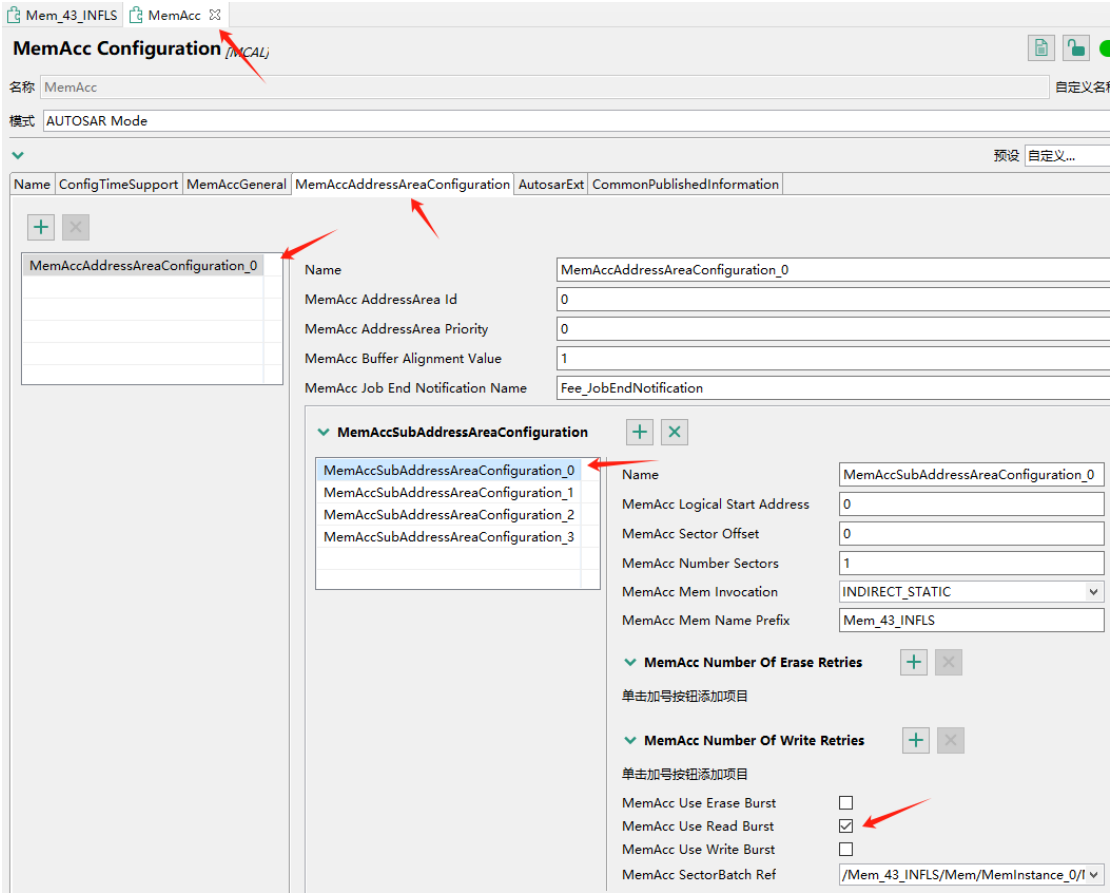 Mem_43_INFLS MemAcc
MemAcc Configuration [MCAL]
名称 MemAcc 自定义名称
模式 AUTOSAR Mode
预设 自定义...
Name ConfigTimeSupport MemAccGeneral MemAccAddressAreaConfiguration AutosarExt CommonPublishedInformation
MemAccAddressAreaConfiguration_0
Name MemAccAddressAreaConfiguration_0
MemAcc AddressArea Id 0
MemAcc AddressArea Priority 0
MemAcc Buffer Alignment Value 1
MemAcc Job End Notification Name Fee_JobEndNotification
MemAccSubAddressAreaConfiguration
MemAccSubAddressAreaConfiguration_0
MemAccSubAddressAreaConfiguration_1
MemAccSubAddressAreaConfiguration_2
MemAccSubAddressAreaConfiguration_3
Name MemAccSubAddressAreaConfiguration_0
MemAcc Logical Start Address 0
MemAcc Sector Offset 0
MemAcc Number Sectors 1
MemAcc Mem Invocation INDIRECT_STATIC
MemAcc Mem Name Prefix Mem_43_INFLS
MemAcc Number Of Erase Retries
单击加号按钮添加项目
MemAcc Number Of Write Retries
单击加号按钮添加项目
MemAcc Use Erase Burst
MemAcc Use Read Burst
MemAcc Use Write Burst
MemAcc SectorBatch Ref /Mem_43_INFLS/Mem/MemInstance_0/